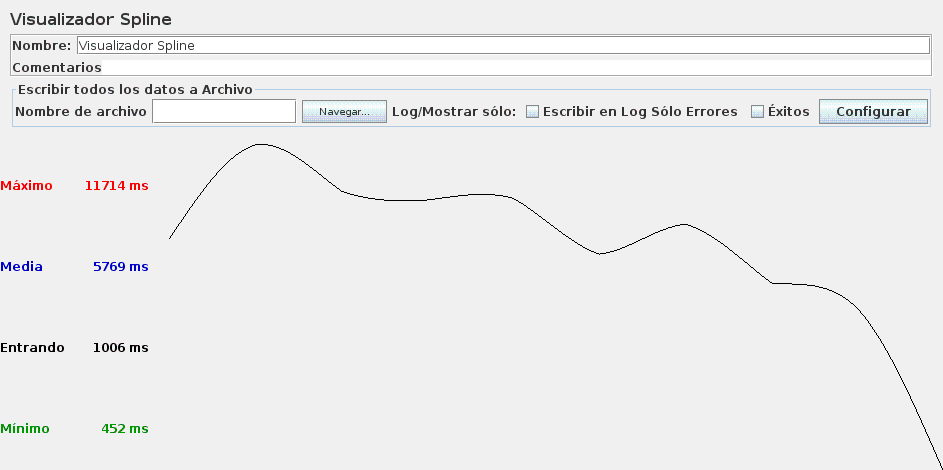 Visualizador Spline
Nombre: Visualizador Spline
Comentarios
Escribir todos los datos a Archivo
Nombre de archivo Navegar... Log/Mostrar sólo: Escribir en Log Sólo Errores Éxitos Configurar
Máximo 11714 ms
Media 5769 ms
Entrando 1006 ms
Mínimo 452 ms